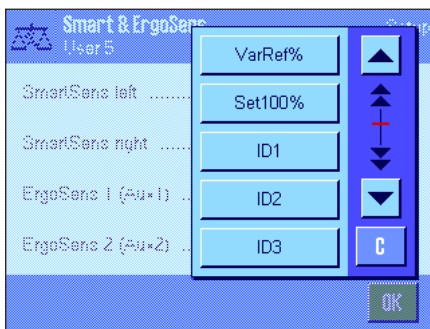 Smart & ErgoSens
Setup
User 5
SmartSens left .......
SmartSens right .....
ErgoSens 1 (Aux1) ..
ErgoSens 2 (Aux2) ..
VarRef%
Set100%
ID1
ID2
ID3
C
OK